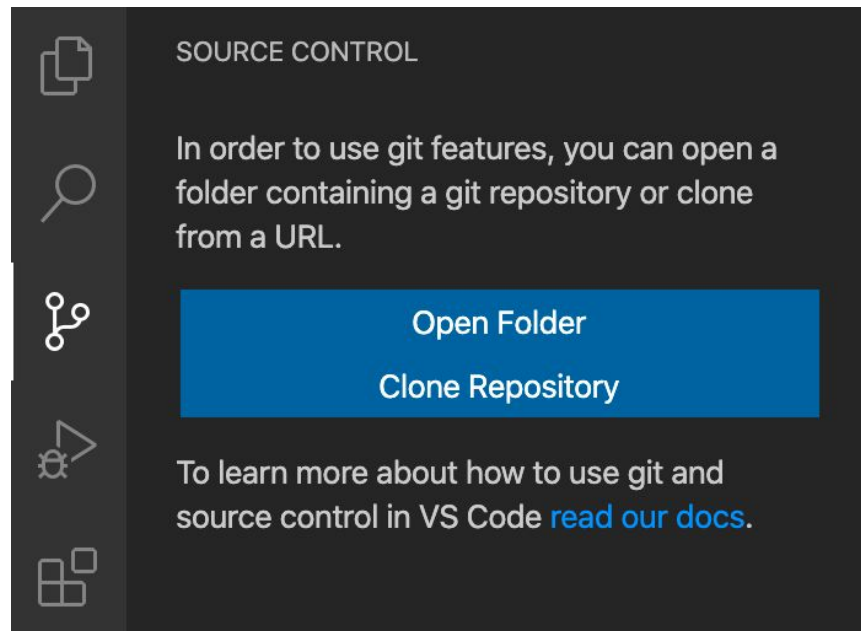 SOURCE CONTROL
In order to use git features, you can open a
folder containing a git repository or clone
from a URL.
Open Folder
Clone Repository
To learn more about how to use git and
source control in VS Code read our docs.